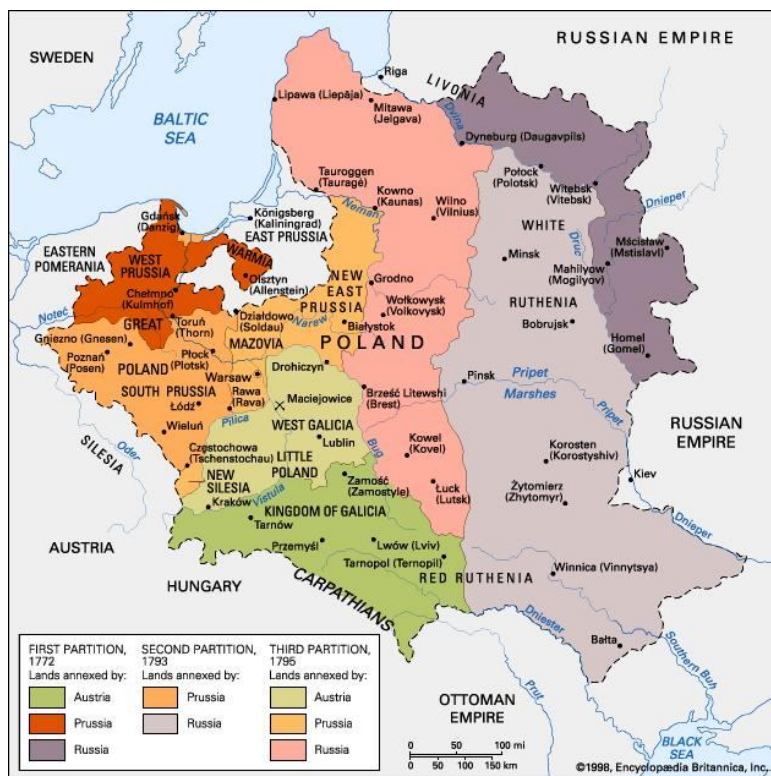 SWEDEN
RUSSIAN EMPIRE
Riga
LIVONIA
Lipawa (Liepāja)
Mitawa
(Jelgava)
BALTIC
SEA
Dvina
Dyneburg (Daugavpils)
Połock
(Polotsk)
Tauroggen
(Tauragė)
Witebsk
(Vitebsk)
Kowno
(Kaunas)
Wilno
(Vilnius)
Dnieper
Neman
Gdańsk
(Danzig)
Königsberg
(Kaliningrad)
EAST PRUSSIA
WHITE
Druc
Mścisław
(Mstislavl)
EASTERN
POMERANIA
WEST
PRUSSIA
WARMIA
Minsk
Mahilyow
(Mogilyov)
Olsztyn
(Allenstein)
NEW
EAST
PRUSSIA
Grodno
Chełmno
(Kulmhof)
RUTHENIA
Wołkowysk
(Volkovysk)
Noteć
GREAT
Toruń
(Thorn)
Działdowo
(Soldau)
Narew
Białystok
Bobrujsk
Gniezno (Gnesen)
MAZOVIA
POLAND
Homel
(Gomel)
Poznań
(Posen)
POLAND
Płock
(Plotsk)
Drohiczyn
SOUTH PRUSSIA
Warsaw
Pinsk
Pripet
Marshes
Łódź
Rawa
(Rava)
Maciejowice
Brześć Litewski
(Brest)
Pripet
Pilica
WEST GALICIA
RUSSIAN
EMPIRE
Wieluń
Lublin
Bug
Kowel
(Kovel)
SILESIA
Oder
Częstochowa
(Tschenstochau)
LITTLE
POLAND
Korosten
(Korostyshiv)
NEW
SILESIA
Zamość
(Zamostyle)
Łuck
(Lutsk)
Kiev
Żytomierz
(Zhytomyr)
Kraków
Vistula
KINGDOM OF GALICIA
Tarnów
Dnieper
AUSTRIA
Przemyśl
Lwów (Lviv)
Tarnopol (Ternopil)
HUNGARY
CARPATHIANS
RED RUTHENIA
Winnica (Vinnytsya)
Dniester
Bałta
Southern Buh
Prut
OTTOMAN
EMPIRE
BLACK
SEA
FIRST PARTITION,
1772
Lands annexed by:
Austria
Prussia
Russia
SECOND PARTITION,
1793
Lands annexed by:
Prussia
Russia
THIRD PARTITION,
1795
Lands annexed by:
Austria
Prussia
Russia
0 50 100 mi
0 50 100 150 km
©1998, Encyclopædia Britannica, Inc.